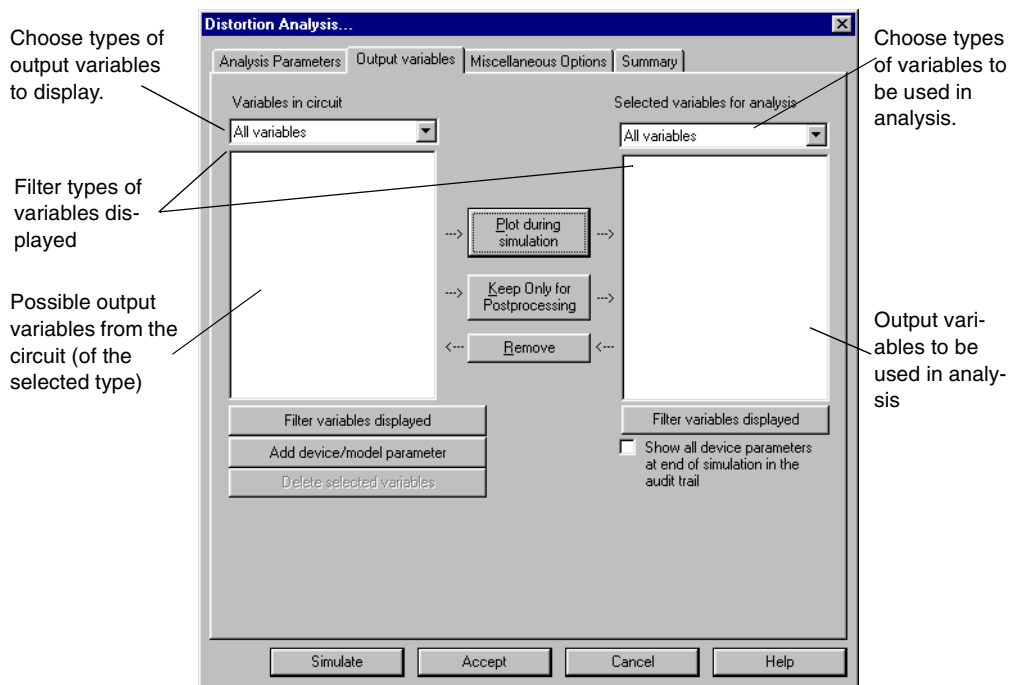 Choose types of
output variables
to display.
Filter types of
variables dis-
played
Possible output
variables from the
circuit (of the
selected type)
Distortion Analysis...
Analysis Parameters
Output variables
Miscellaneous Options
Summary
Variables in circuit
All variables
Selected variables for analysis
All variables
---> Plot during --->
simulation
---> Keep Only for --->
Postprocessing
<--- Remove <---
Filter variables displayed
Add device/model parameter
Delete selected variables
Filter variables displayed
Show all device parameters
at end of simulation in the
audit trail
Simulate
Accept
Cancel
Help
Choose types
of variables to
be used in
analysis.
Output vari-
ables to be
used in analy-
sis